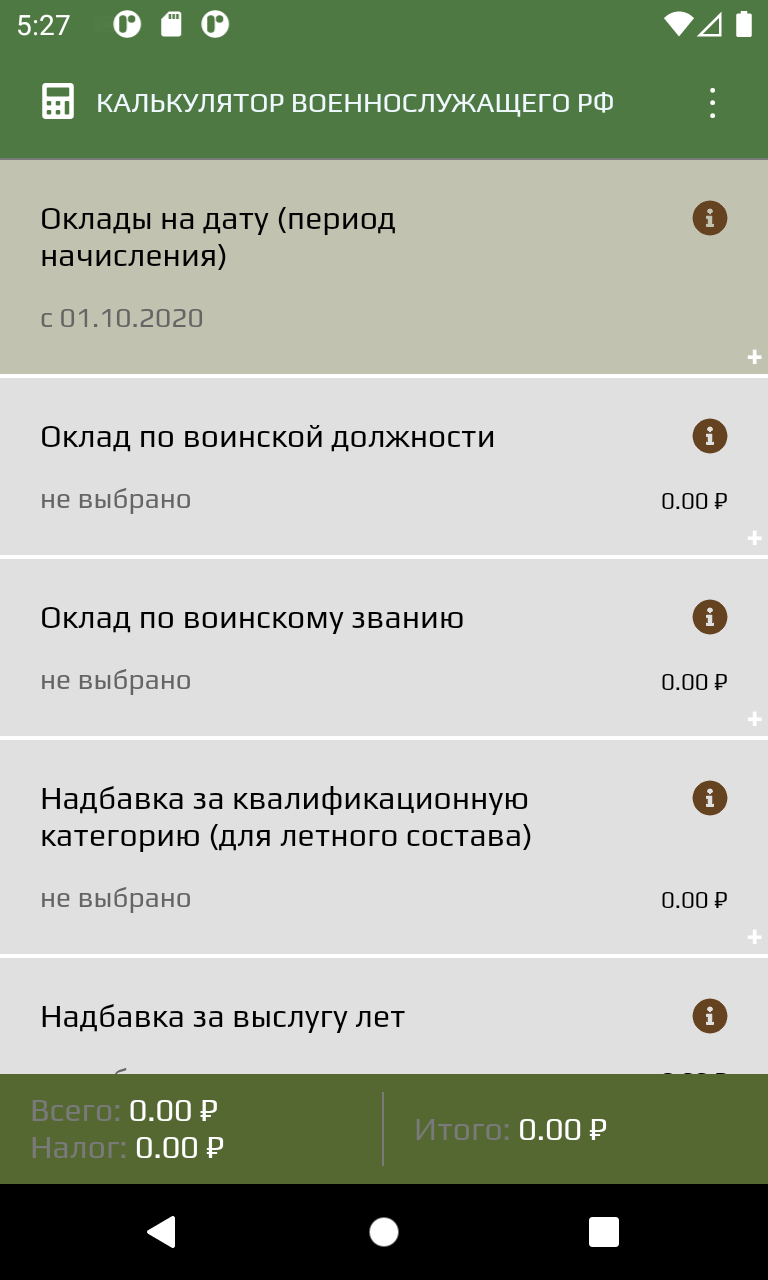 5:27
КАЛЬКУЛЯТОР ВОЕННОСЛУЖАЩЕГО РФ
Оклады на дату (период
начисления)
с 01.10.2020
Оклад по воинской должности
не выбрано
0.00 ₽
Оклад по воинскому званию
не выбрано
0.00 ₽
Надбавка за квалификационную
категорию (для летного состава)
не выбрано
0.00 ₽
Надбавка за выслугу лет
Всего: 0.00 ₽
Налог: 0.00 ₽
Итого: 0.00 ₽